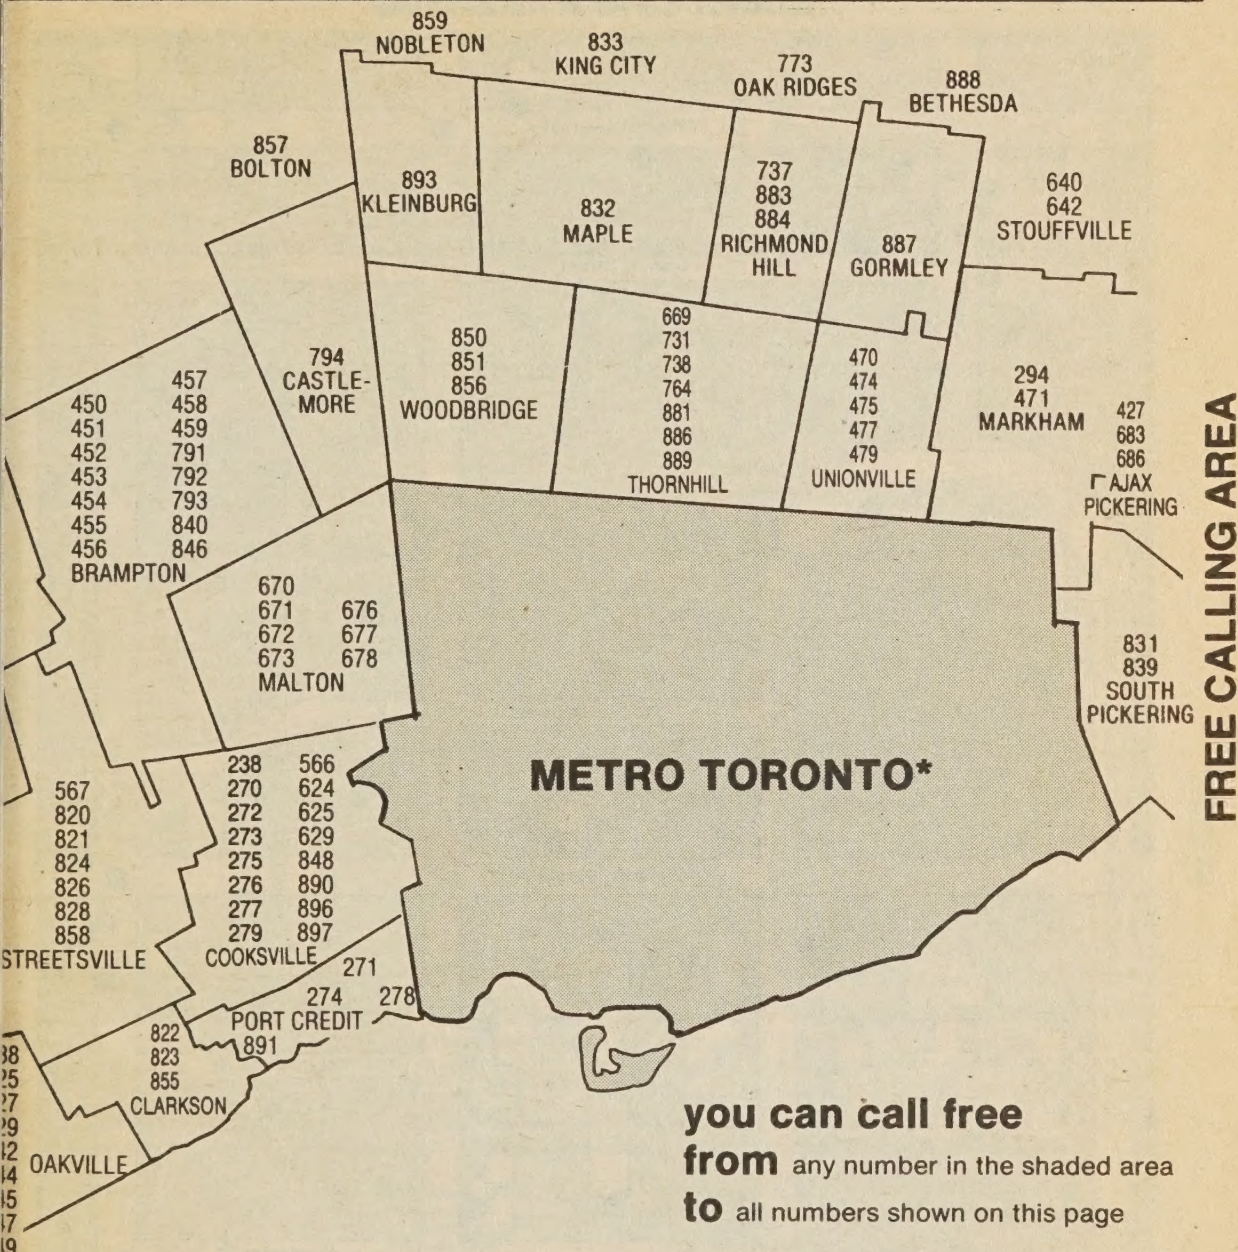 859
NOBLETON
833
KING CITY
773
OAK RIDGES
888
BETHESDA
857
BOLTON
893
KLEINBURG
832
MAPLE
737
883
884
RICHMOND
HILL
887
GORMLEY
640
642
STOUFFVILLE
794
CASTLE-
MORE
850
851
856
WOODBRIDGE
669
731
738
764
881
886
889
THORNHILL
470
474
475
477
479
UNIONVILLE
294
471
MARKHAM
427
683
686
AJAX
PICKERING
457
450 458
451 459
452 791
453 792
454 793
455 840
456 846
BRAMPTON
670
671 676
672 677
673 678
MALTON
831
839
SOUTH
PICKERING
FREE CALLING AREA
METRO TORONTO*
567
820
821
824
826
828
858
STREETSVILLE
238 566
270 624
272 625
273 629
275 848
276 890
277 896
279 897
COOKSVILLE
271
274 278
PORT CREDIT
891
822
823
855
CLARKSON
OAKVILLE
you can call free
from any number in the shaded area
to all numbers shown on this page